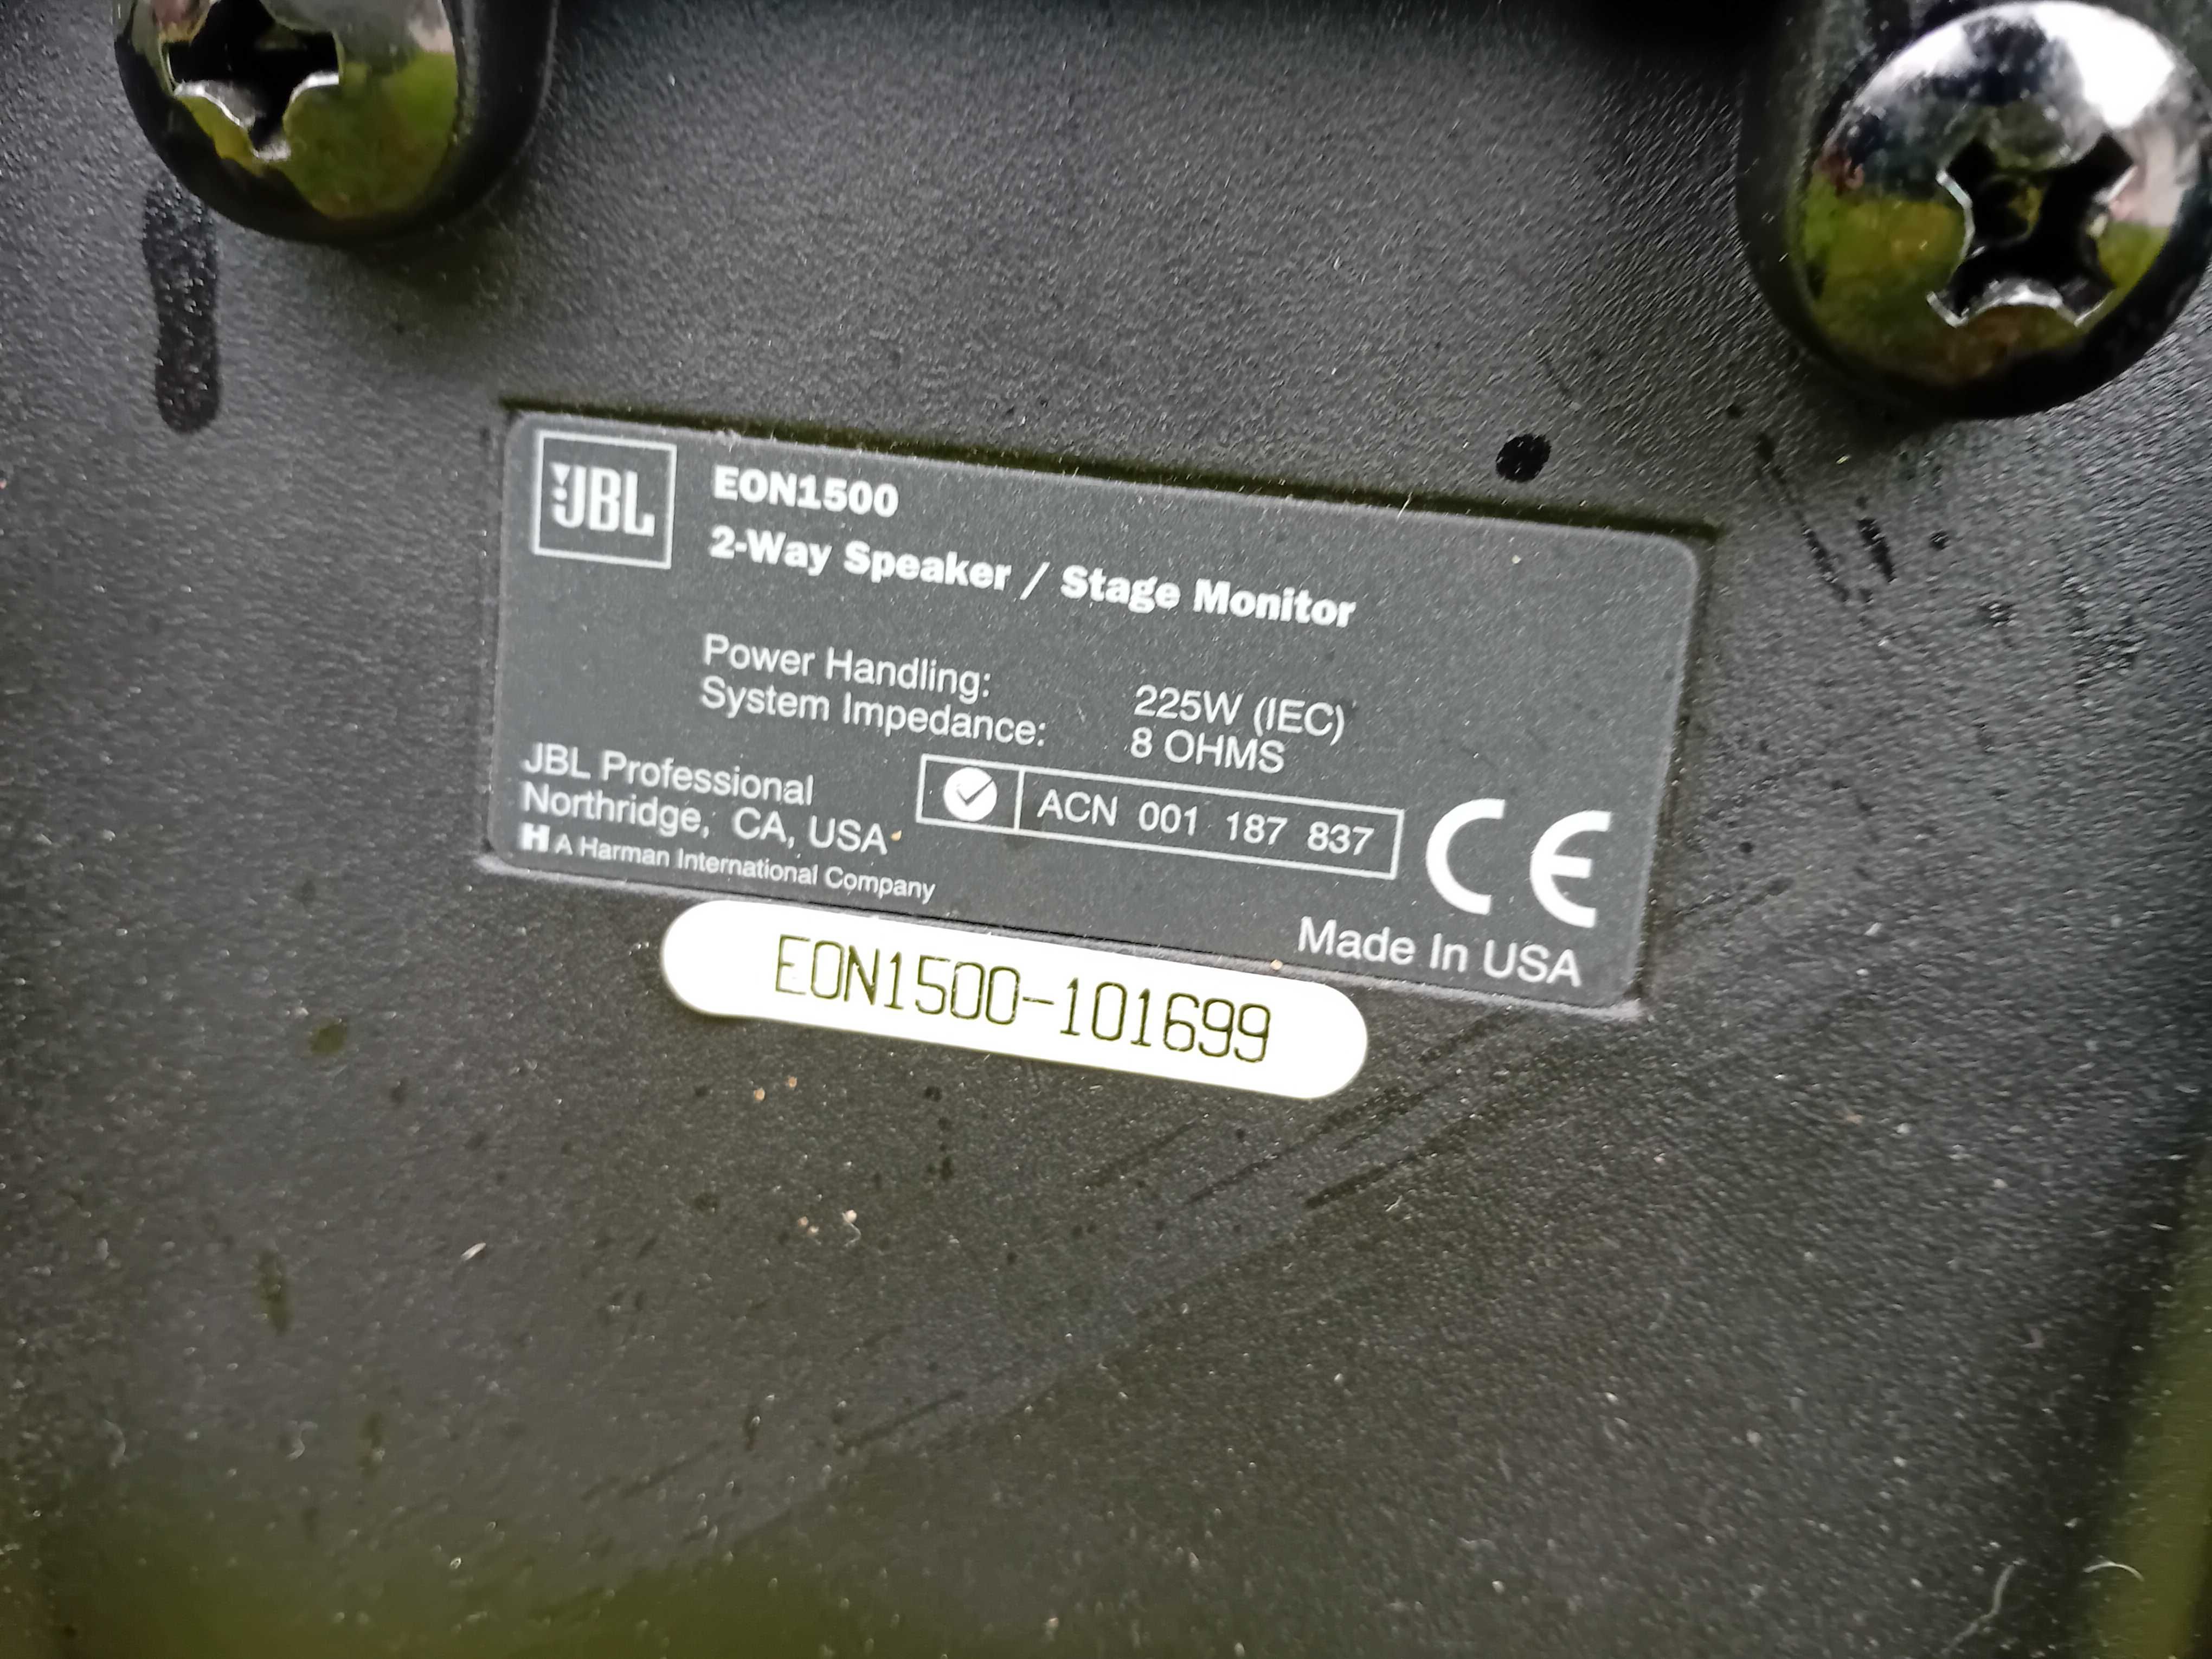 JBL
EON1500
2-Way Speaker / Stage Monitor
Power Handling: 225W (IEC)
System Impedance: 8 OHMS
JBL Professional
Northridge, CA, USA
H A Harman International Company
ACN 001 187 837
CE
Made In USA
EON1500-101699